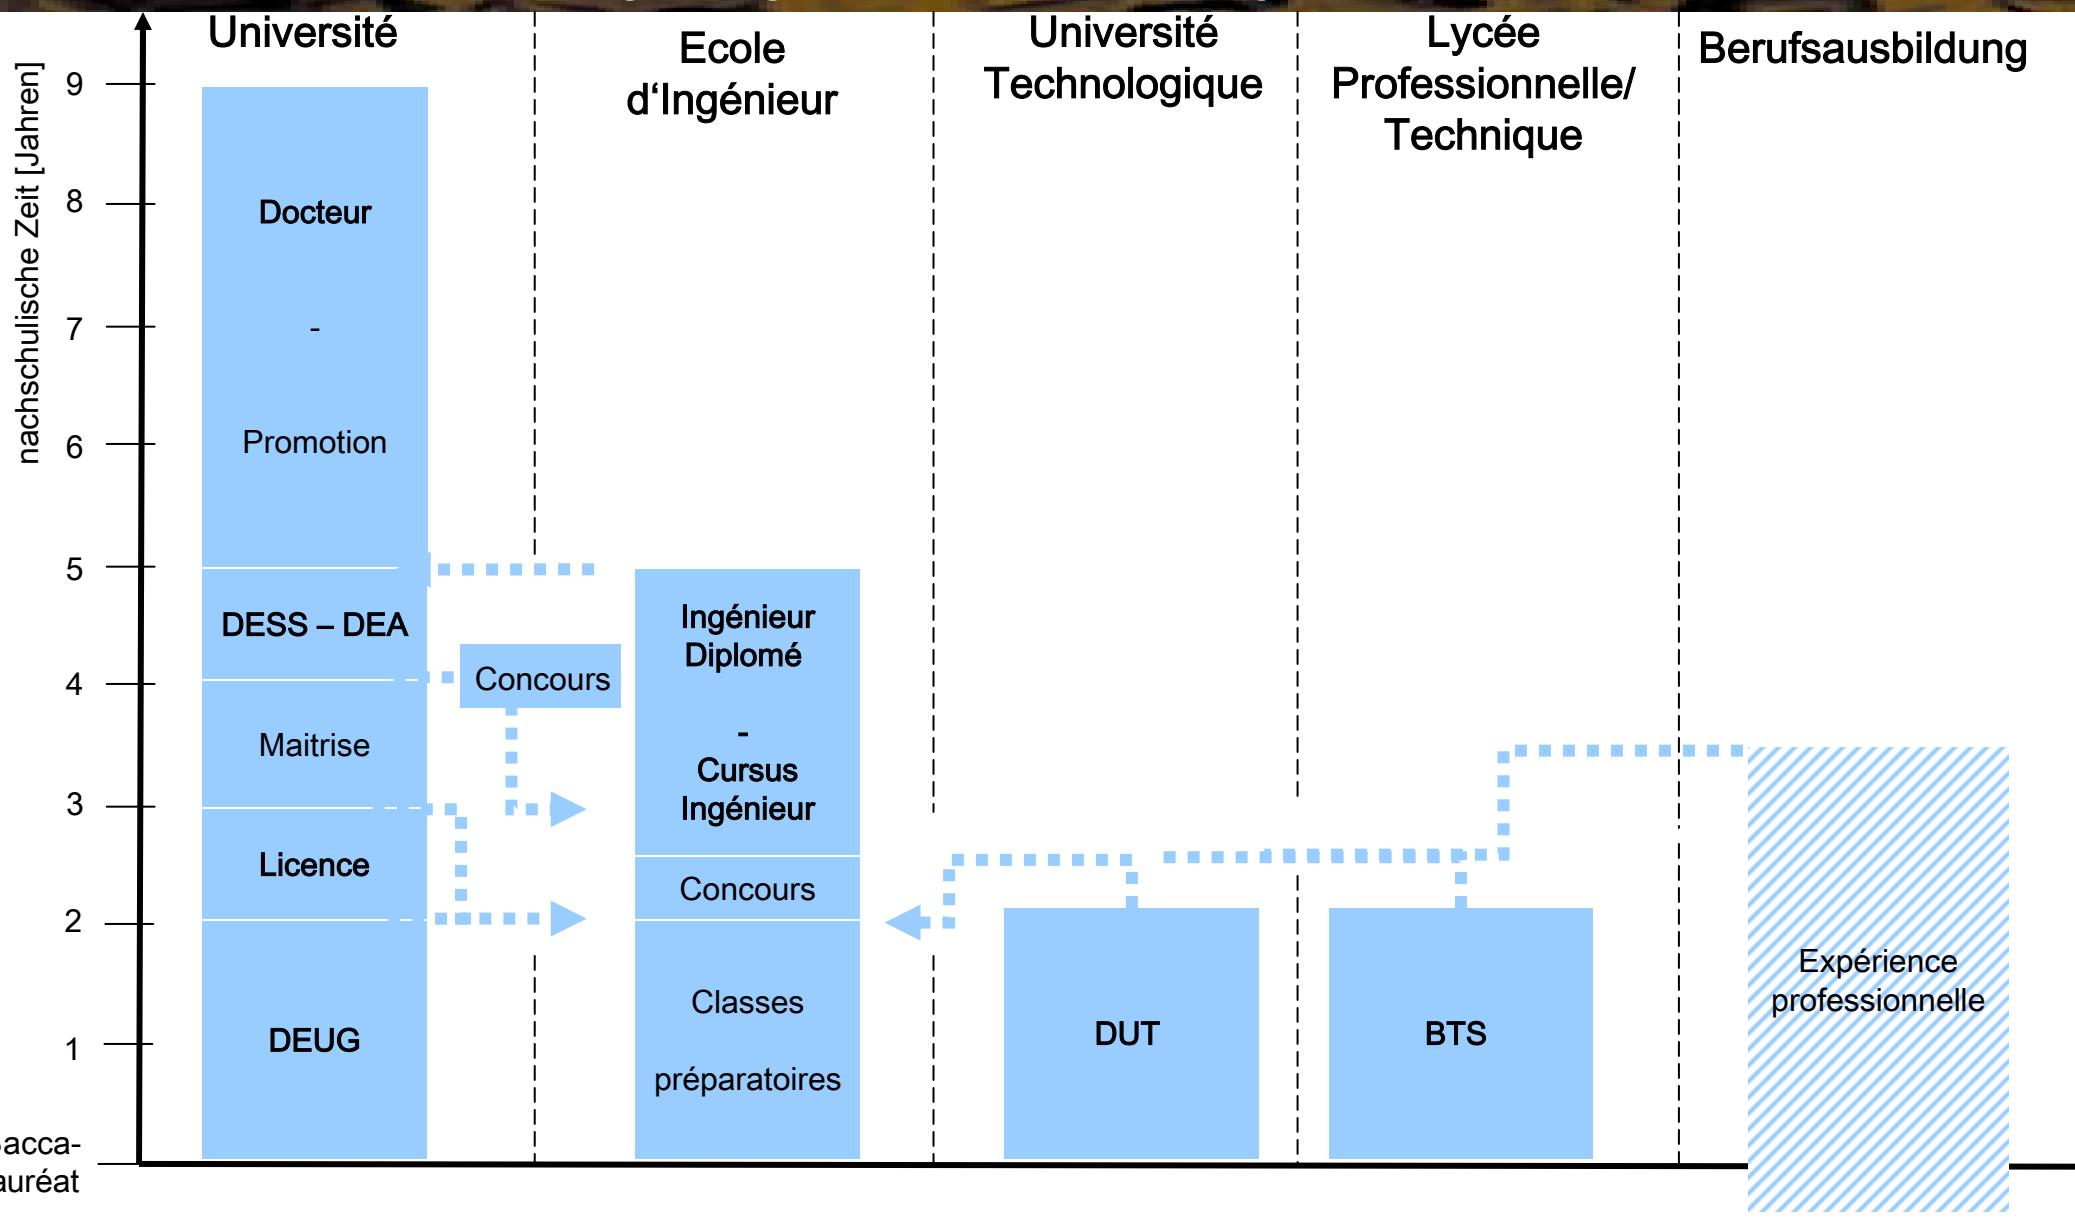 Université
Ecole
d‘Ingénieur
Université
Technologique
Lycée
Professionnelle/
Technique
Berufsausbildung
nachschulische Zeit [Jahren]
9
8
7
6
5
4
3
2
1
Docteur
-
Promotion
DESS – DEA
Maitrise
Licence
DEUG
Concours
Ingénieur
Diplomé
-
Cursus
Ingénieur
Concours
Classes
préparatoires
DUT
BTS
Expérience
professionnelle
Bacca-
auréat